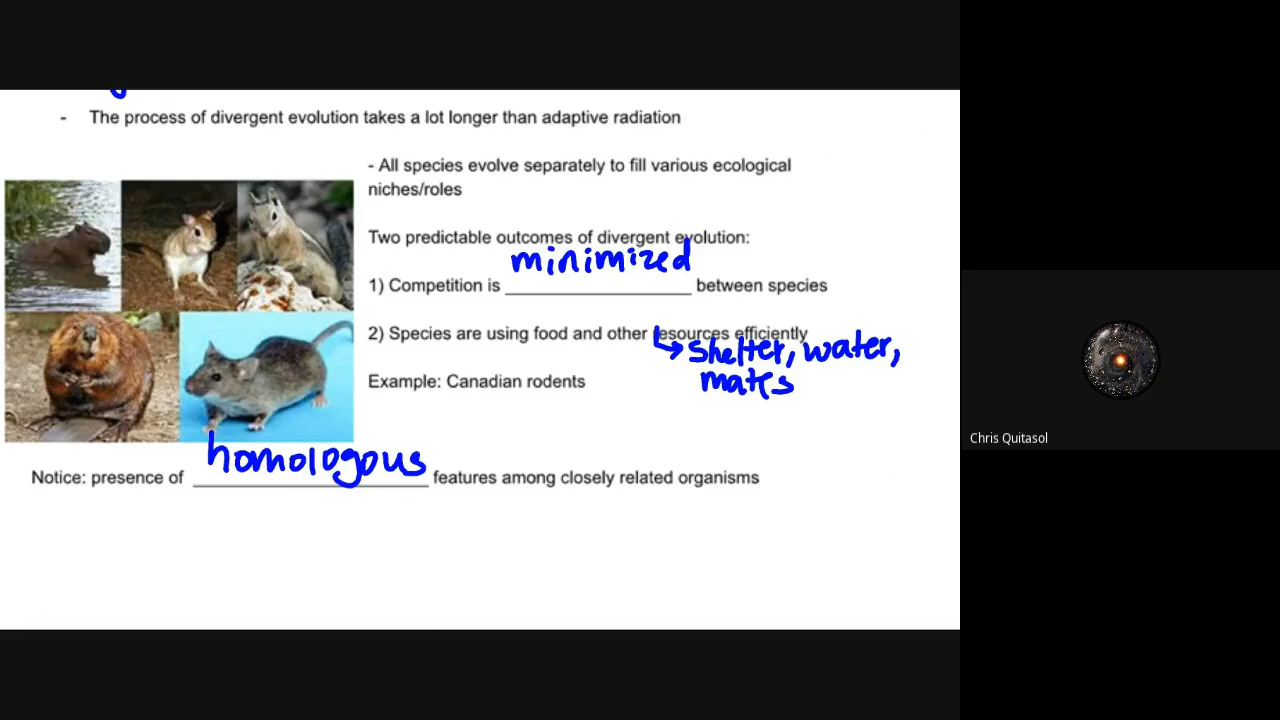 - The process of divergent evolution takes a lot longer than adaptive radiation
- All species evolve separately to fill various ecological
niches/roles
Two predictable outcomes of divergent evolution:
1) Competition is minimized between species
2) Species are using food and other resources efficiently
↳ shelter, water,
mates
Example: Canadian rodents
Notice: presence of homologous features among closely related organisms
Chris Quitasol